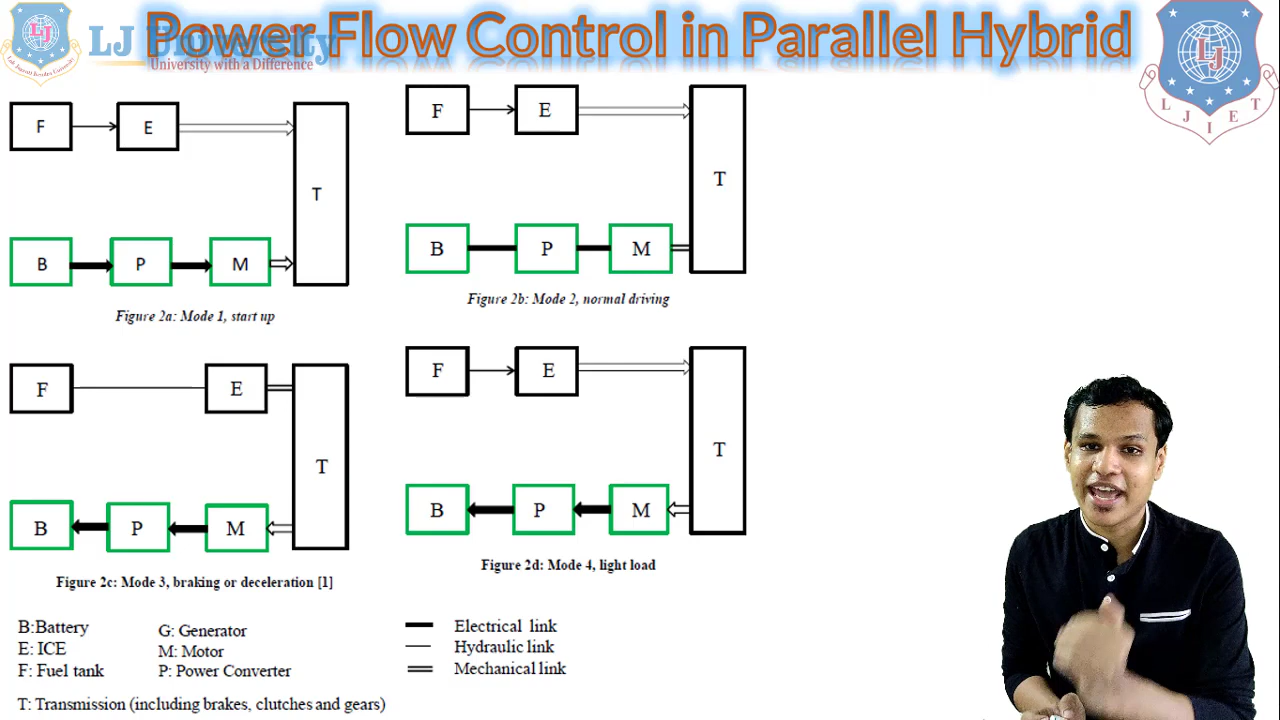 Power Flow Control in Parallel Hybrid
LJ University
University with a Difference
LJ
LJ
L J I E T
F E
T
B P M
Figure 2a: Mode 1, start up
F E
T
B P M
Figure 2b: Mode 2, normal driving
F E
T
B P M
Figure 2c: Mode 3, braking or deceleration [1]
F E
T
B P M
Figure 2d: Mode 4, light load
B:Battery
E: ICE
F: Fuel tank
G: Generator
M: Motor
P: Power Converter
T: Transmission (including brakes, clutches and gears)
Electrical link
Hydraulic link
Mechanical link